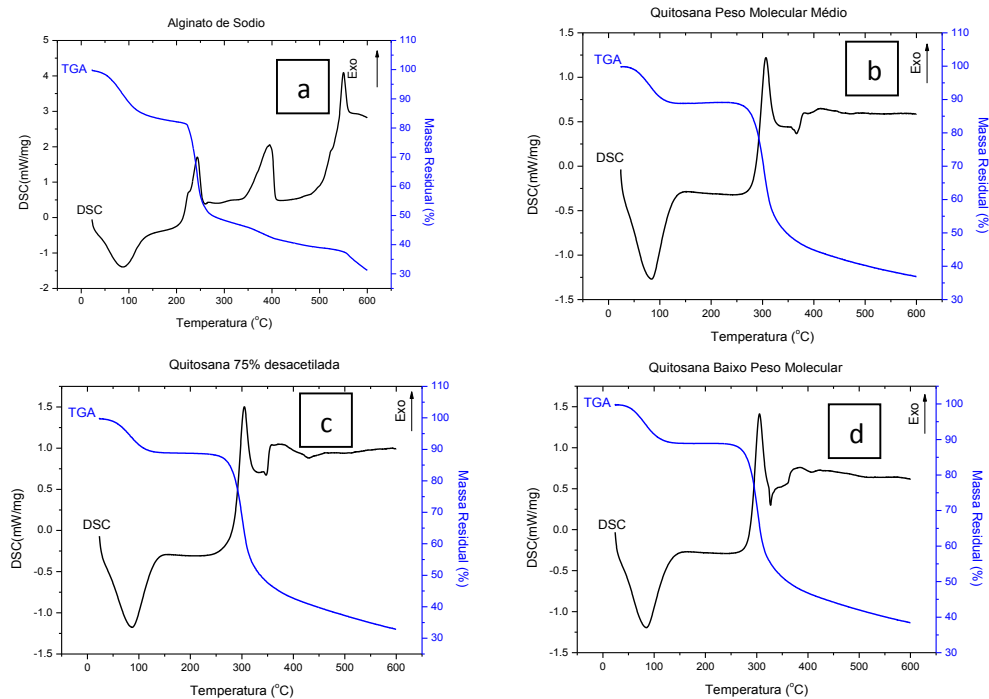 Alginato de Sodio
5
4
3
2
1
0
-1
-2
DSC(mW/mg)
TGA
DSC
a
Exo
110
100
90
80
70
60
50
40
30
Massa Residual (%)
0 100 200 300 400 500 600
Temperatura (°C)
Quitosana Peso Molecular Médio
1.5
1.0
0.5
0.0
-0.5
-1.0
-1.5
DSC(mW/mg)
TGA
DSC
b
Exo
110
100
90
80
70
60
50
40
30
Massa Residual (%)
0 100 200 300 400 500 600
Temperatura (°C)
Quitosana 75% desacetilada
1.5
1.0
0.5
0.0
-0.5
-1.0
-1.5
DSC(mW/mg)
TGA
DSC
c
Exo
110
100
90
80
70
60
50
40
30
Massa Residual (%)
0 100 200 300 400 500 600
Temperatura (°C)
Quitosana Baixo Peso Molecular
1.5
1.0
0.5
0.0
-0.5
-1.0
-1.5
DSC(mW/mg)
TGA
DSC
d
Exo
100
90
80
70
60
50
40
30
Massa Residual (%)
0 100 200 300 400 500 600
Temperatura (°C)